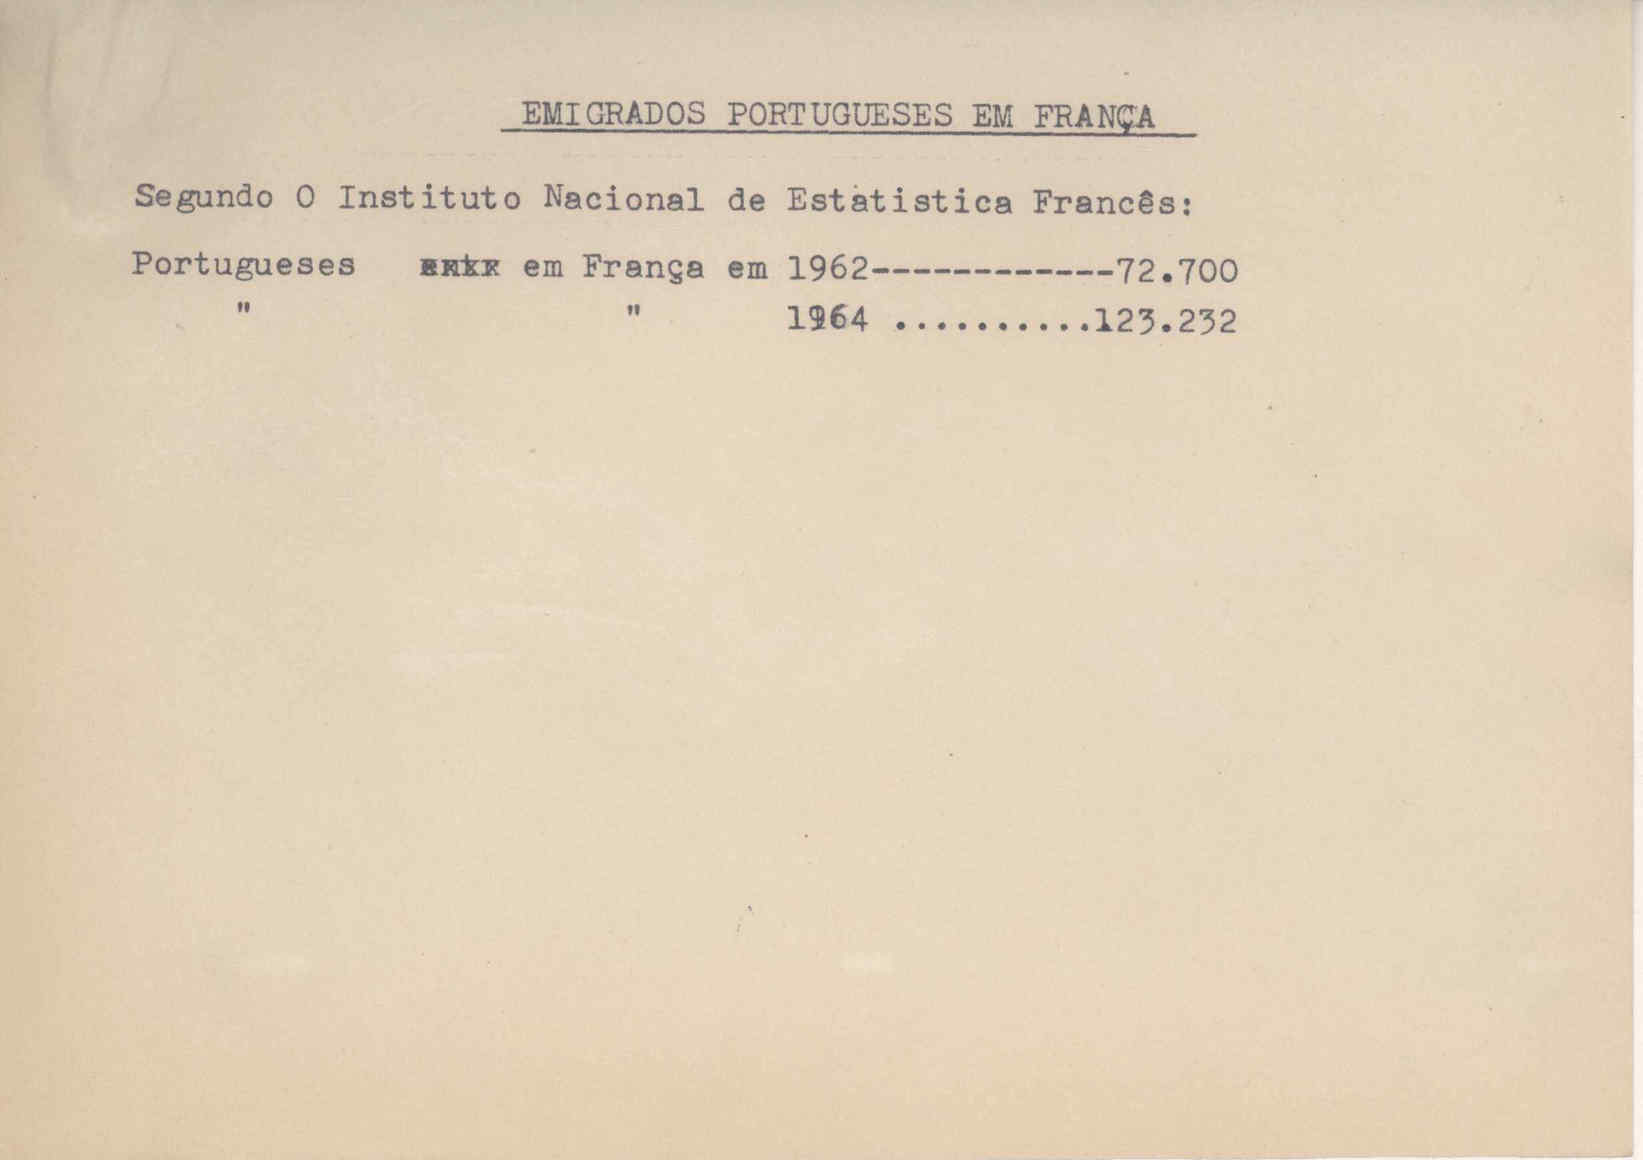 EMIGRADOS PORTUGUESES EM FRANÇA
Segundo O Instituto Nacional de Estàtistica Francês:
Portugueses em França em 1962------------72.700
" " 1964 ..........123.232